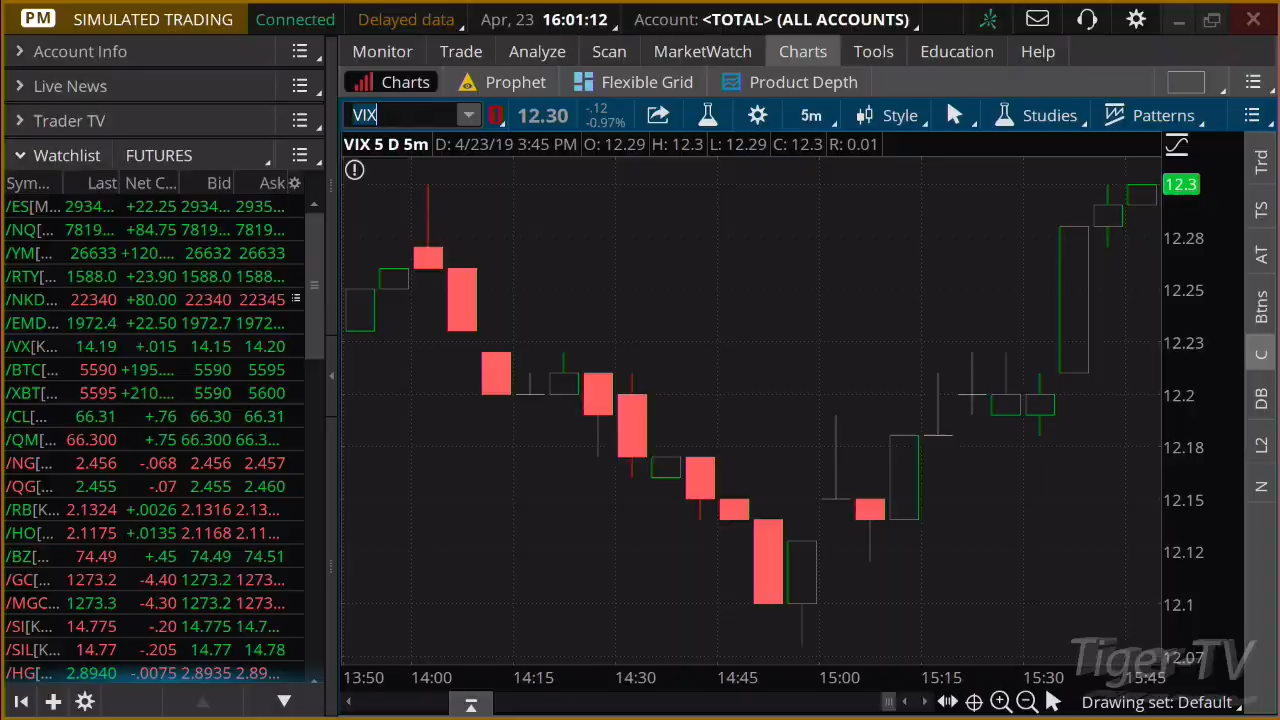 PM SIMULATED TRADING Connected Delayed data Apr, 23 16:01:12 Account: <TOTAL> (ALL ACCOUNTS)
Account Info
Live News
Trader TV
Watchlist FUTURES
Sym... Last Net C... Bid Ask
/ES[M... 2934... +22.25 2934... 2935...
/NQ[... 7819... +84.75 7819... 7819...
/YM[... 26633 +120.... 26632 26633
/RTY[... 1588.0 +23.90 1588.0 1588...
/NKD... 22340 +80.00 22340 22345
/EMD... 1972.4 +22.50 1972.7 1972...
/VX[K... 14.19 +.015 14.15 14.20
/BTC... 5590 +195.... 5590 5595
/XBT... 5595 +210.... 5590 5600
/CL[... 66.31 +.76 66.30 66.31
/QM[... 66.300 +.75 66.300 66.3...
/NG[... 2.456 -.068 2.456 2.457
/QG[... 2.455 -.07 2.455 2.460
/RB[K... 2.1324 +.0026 2.1316 2.13...
/HO[... 2.1175 +.0135 2.1168 2.11...
/BZ[... 74.49 +.45 74.49 74.51
/GC[... 1273.2 -4.40 1273.2 1273...
/MGC... 1273.3 -4.30 1273.2 1273...
/SI[K... 14.775 -.20 14.775 14.7...
/SIL[K... 2.77 -.205 14.77 14.78
/HG[... 2.8940 -.0075 2.8935 2.89...
Monitor Trade Analyze Scan MarketWatch Charts Tools Education Help
Charts Prophet Flexible Grid Product Depth
VIX 12.30 -.12 -0.97% 5m Style Studies Patterns
VIX 5 D 5m D: 4/23/19 3:45 PM O: 12.29 H: 12.3 L: 12.29 C: 12.3 R: 0.01
12.3
12.28
12.25
12.23
12.2
12.18
12.15
12.12
12.1
12.07
Tiger-TV
13:50 14:00 14:15 14:30 14:45 15:00 15:15 15:30 15:45
Drawing set: Default
Trd
TS
AT
Btns
C
DB
L2
N